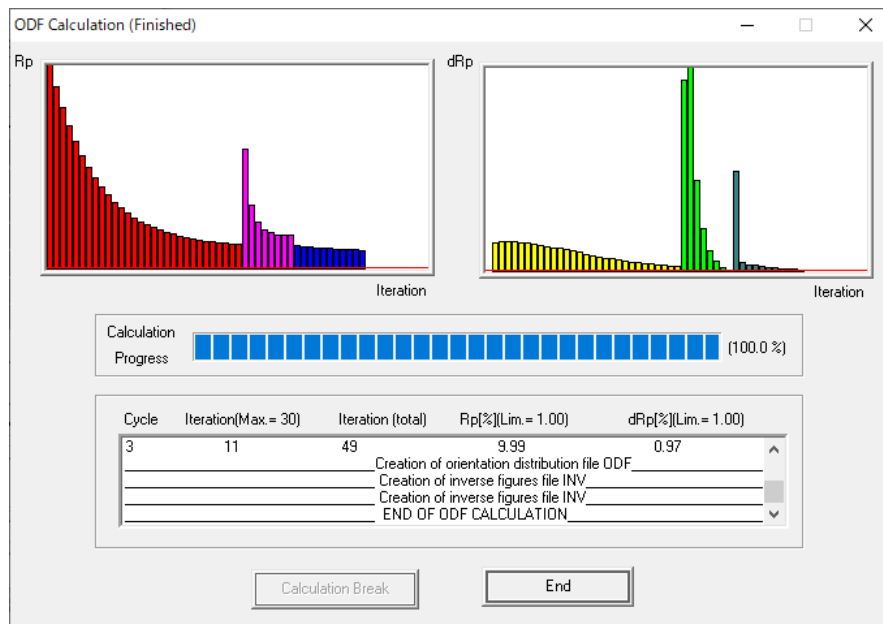 ODF Calculation (Finished)
Rp
dRp
Iteration
Iteration
Calculation
Progress
(100.0 %)
Cycle Iteration(Max.= 30) Iteration (total) Rp[%](Lim.= 1.00) dRp[%](Lim.= 1.00)
3 11 49 9.99 0.97
Creation of orientation distribution file ODF
Creation of inverse figures file INV
Creation of inverse figures file INV
END OF ODF CALCULATION
Calculation Break
End